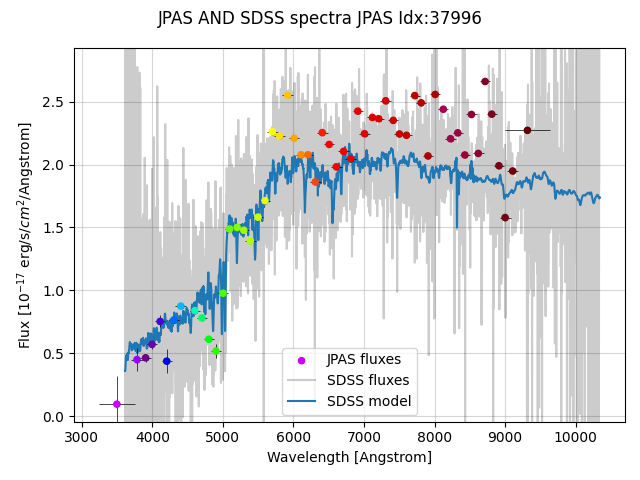 JPAS AND SDSS spectra JPAS Idx:37996
Flux [10⁻¹⁷ erg/s/cm²/Angstrom]
2.5
2.0
1.5
1.0
0.5
0.0
JPAS fluxes
SDSS fluxes
SDSS model
3000 4000 5000 6000 7000 8000 9000 10000
Wavelength [Angstrom]